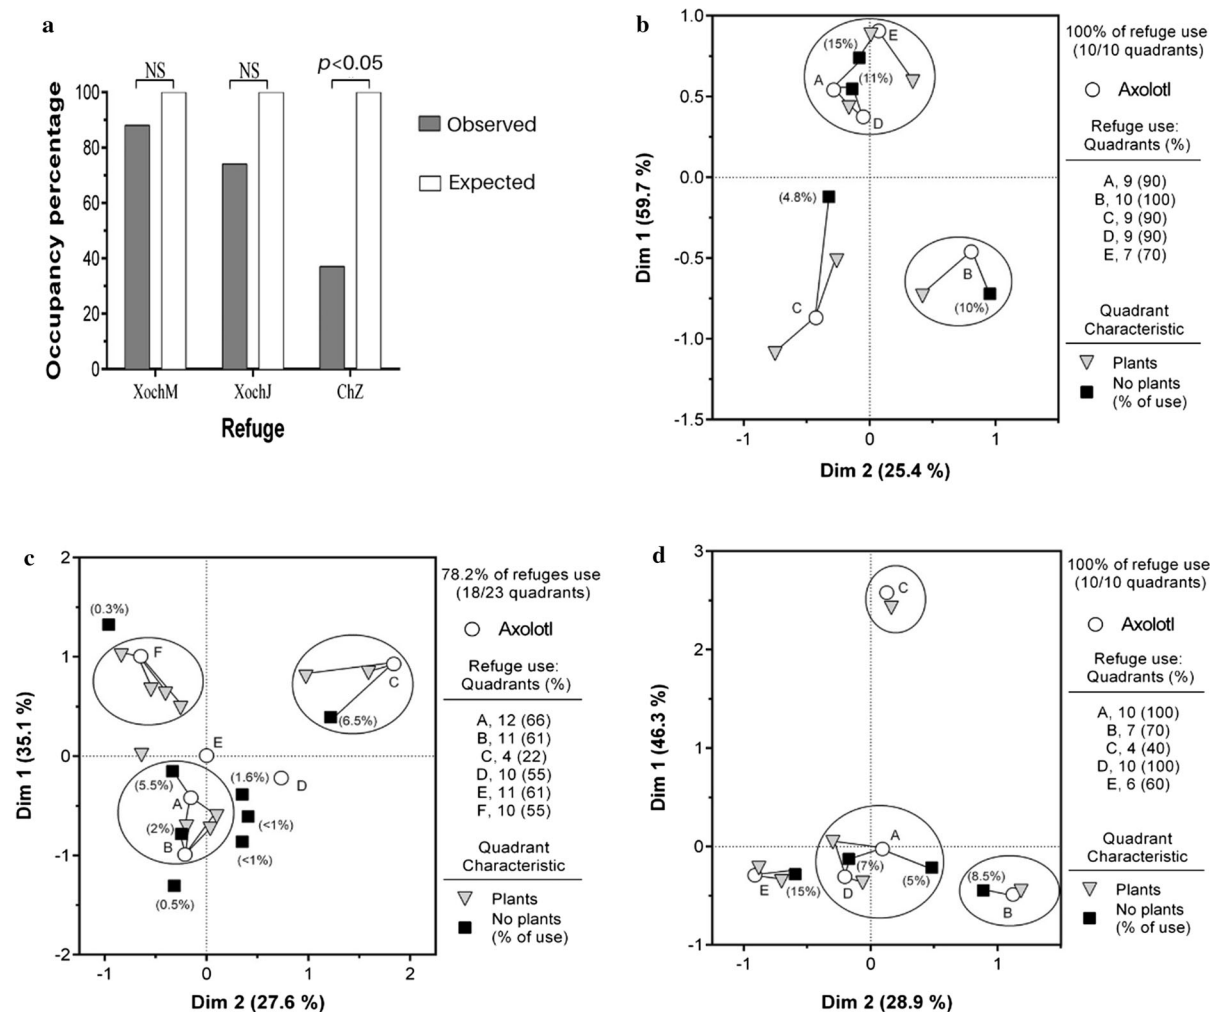 a
NS
NS
p<0.05
Occupancy percentage
100
80
60
40
20
0
XochM
XochJ
ChZ
Refuge
Observed
Expected
b
1.0
0.5
0.0
-0.5
-1.0
-1.5
-1
0
1
Dim 1 (59.7 %)
Dim 2 (25.4 %)
E
(15%)
A
(11%)
D
(4.8%)
C
B
(10%)
100% of refuge use
(10/10 quadrants)
Axolotl
Refuge use:
Quadrants (%)
A, 9 (90)
B, 10 (100)
C, 9 (90)
D, 9 (90)
E, 7 (70)
Quadrant
Characteristic
Plants
No plants
(% of use)
c
2
1
0
-1
-2
-1
0
1
2
Dim 1 (35.1 %)
Dim 2 (27.6 %)
(0.3%)
F
C
(6.5%)
E
(5.5%)
(1.6%)
D
A
(2%)
(<1%)
B
(<1%)
(0.5%)
78.2% of refuges use
(18/23 quadrants)
Axolotl
Refuge use:
Quadrants (%)
A, 12 (66)
B, 11 (61)
C, 4 (22)
D, 10 (55)
E, 11 (61)
F, 10 (55)
Quadrant
Characteristic
Plants
No plants
(% of use)
d
3
2
1
0
-1
-1
0
1
Dim 1 (46.3 %)
Dim 2 (28.9 %)
C
A
(7%)
(5%)
(8.5%)
E
(15%)
D
B
100% of refuge use
(10/10 quadrants)
Axolotl
Refuge use:
Quadrants (%)
A, 10 (100)
B, 7 (70)
C, 4 (40)
D, 10 (100)
E, 6 (60)
Quadrant
Characteristic
Plants
No plants
(% of use)